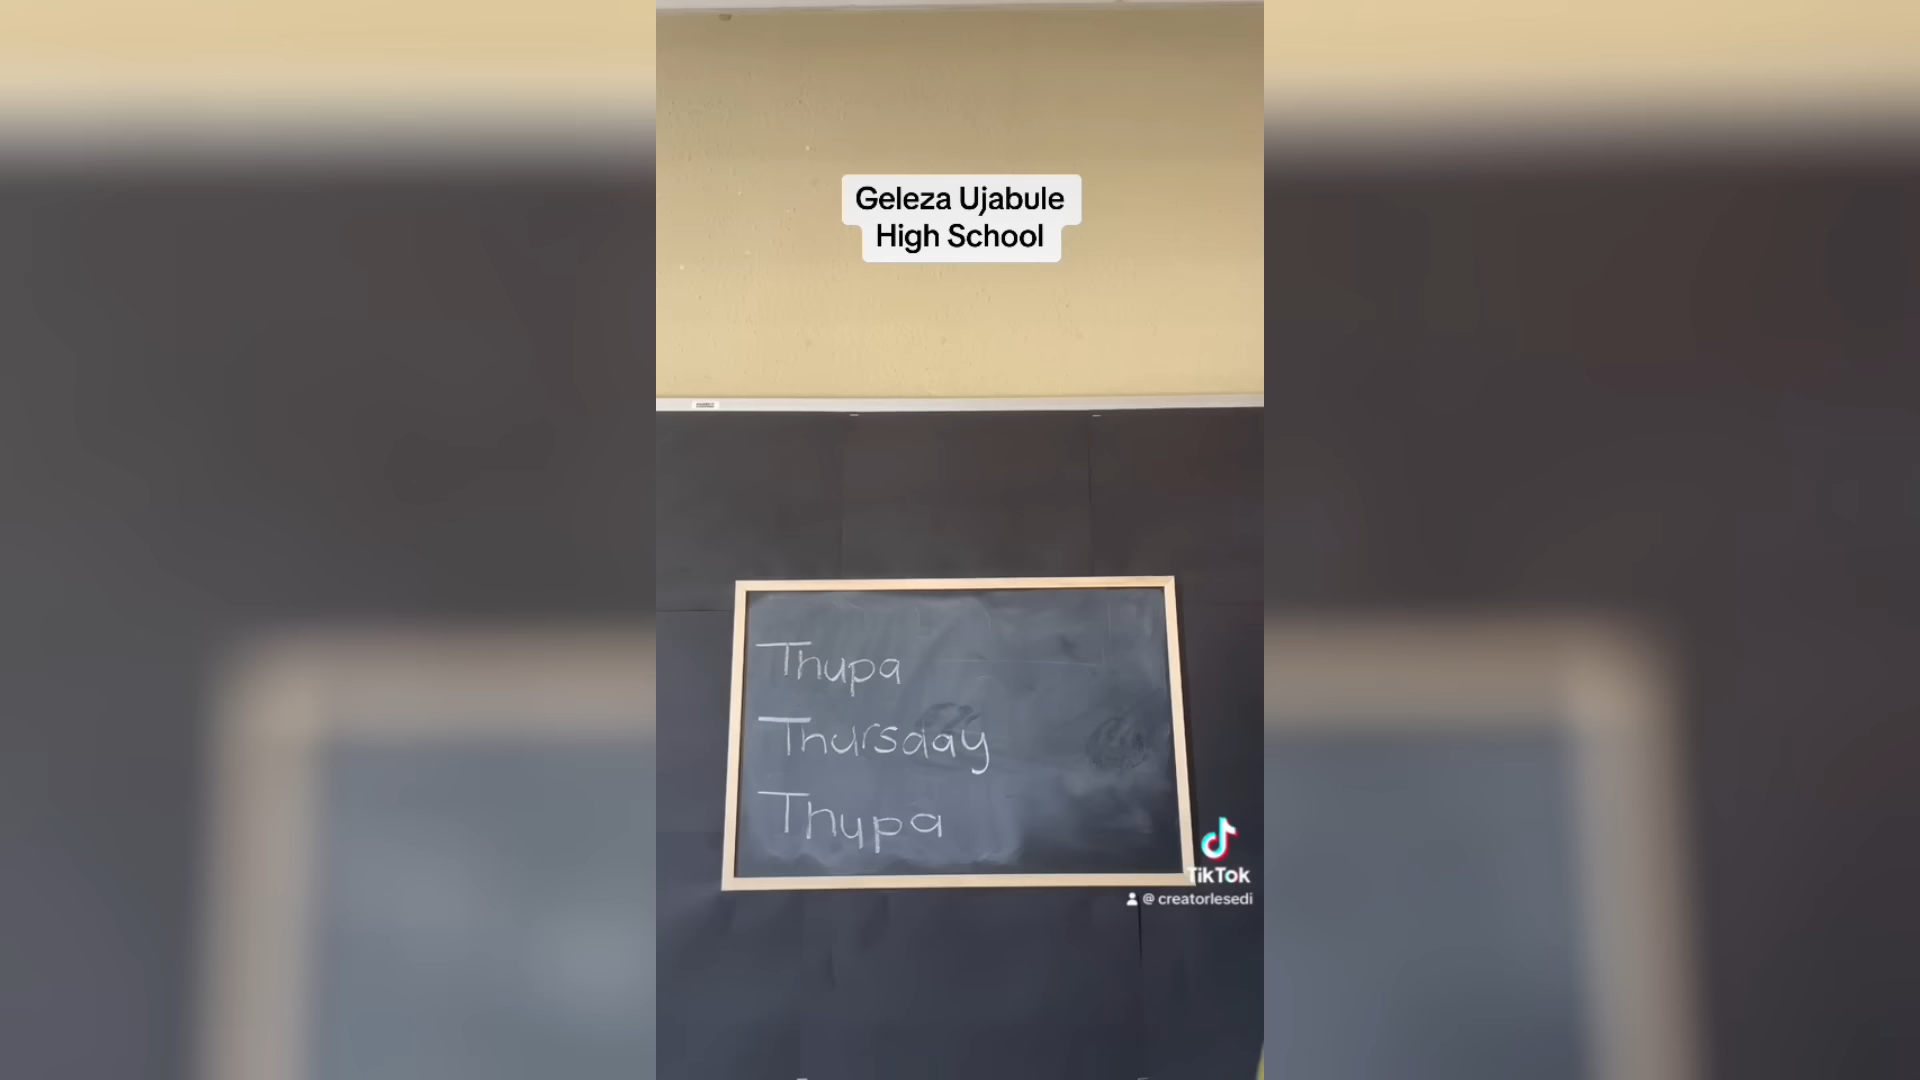 Geleza Ujabule
High School
Thupa
Thursday
Thypa
TikTok
@ creatorlesedi